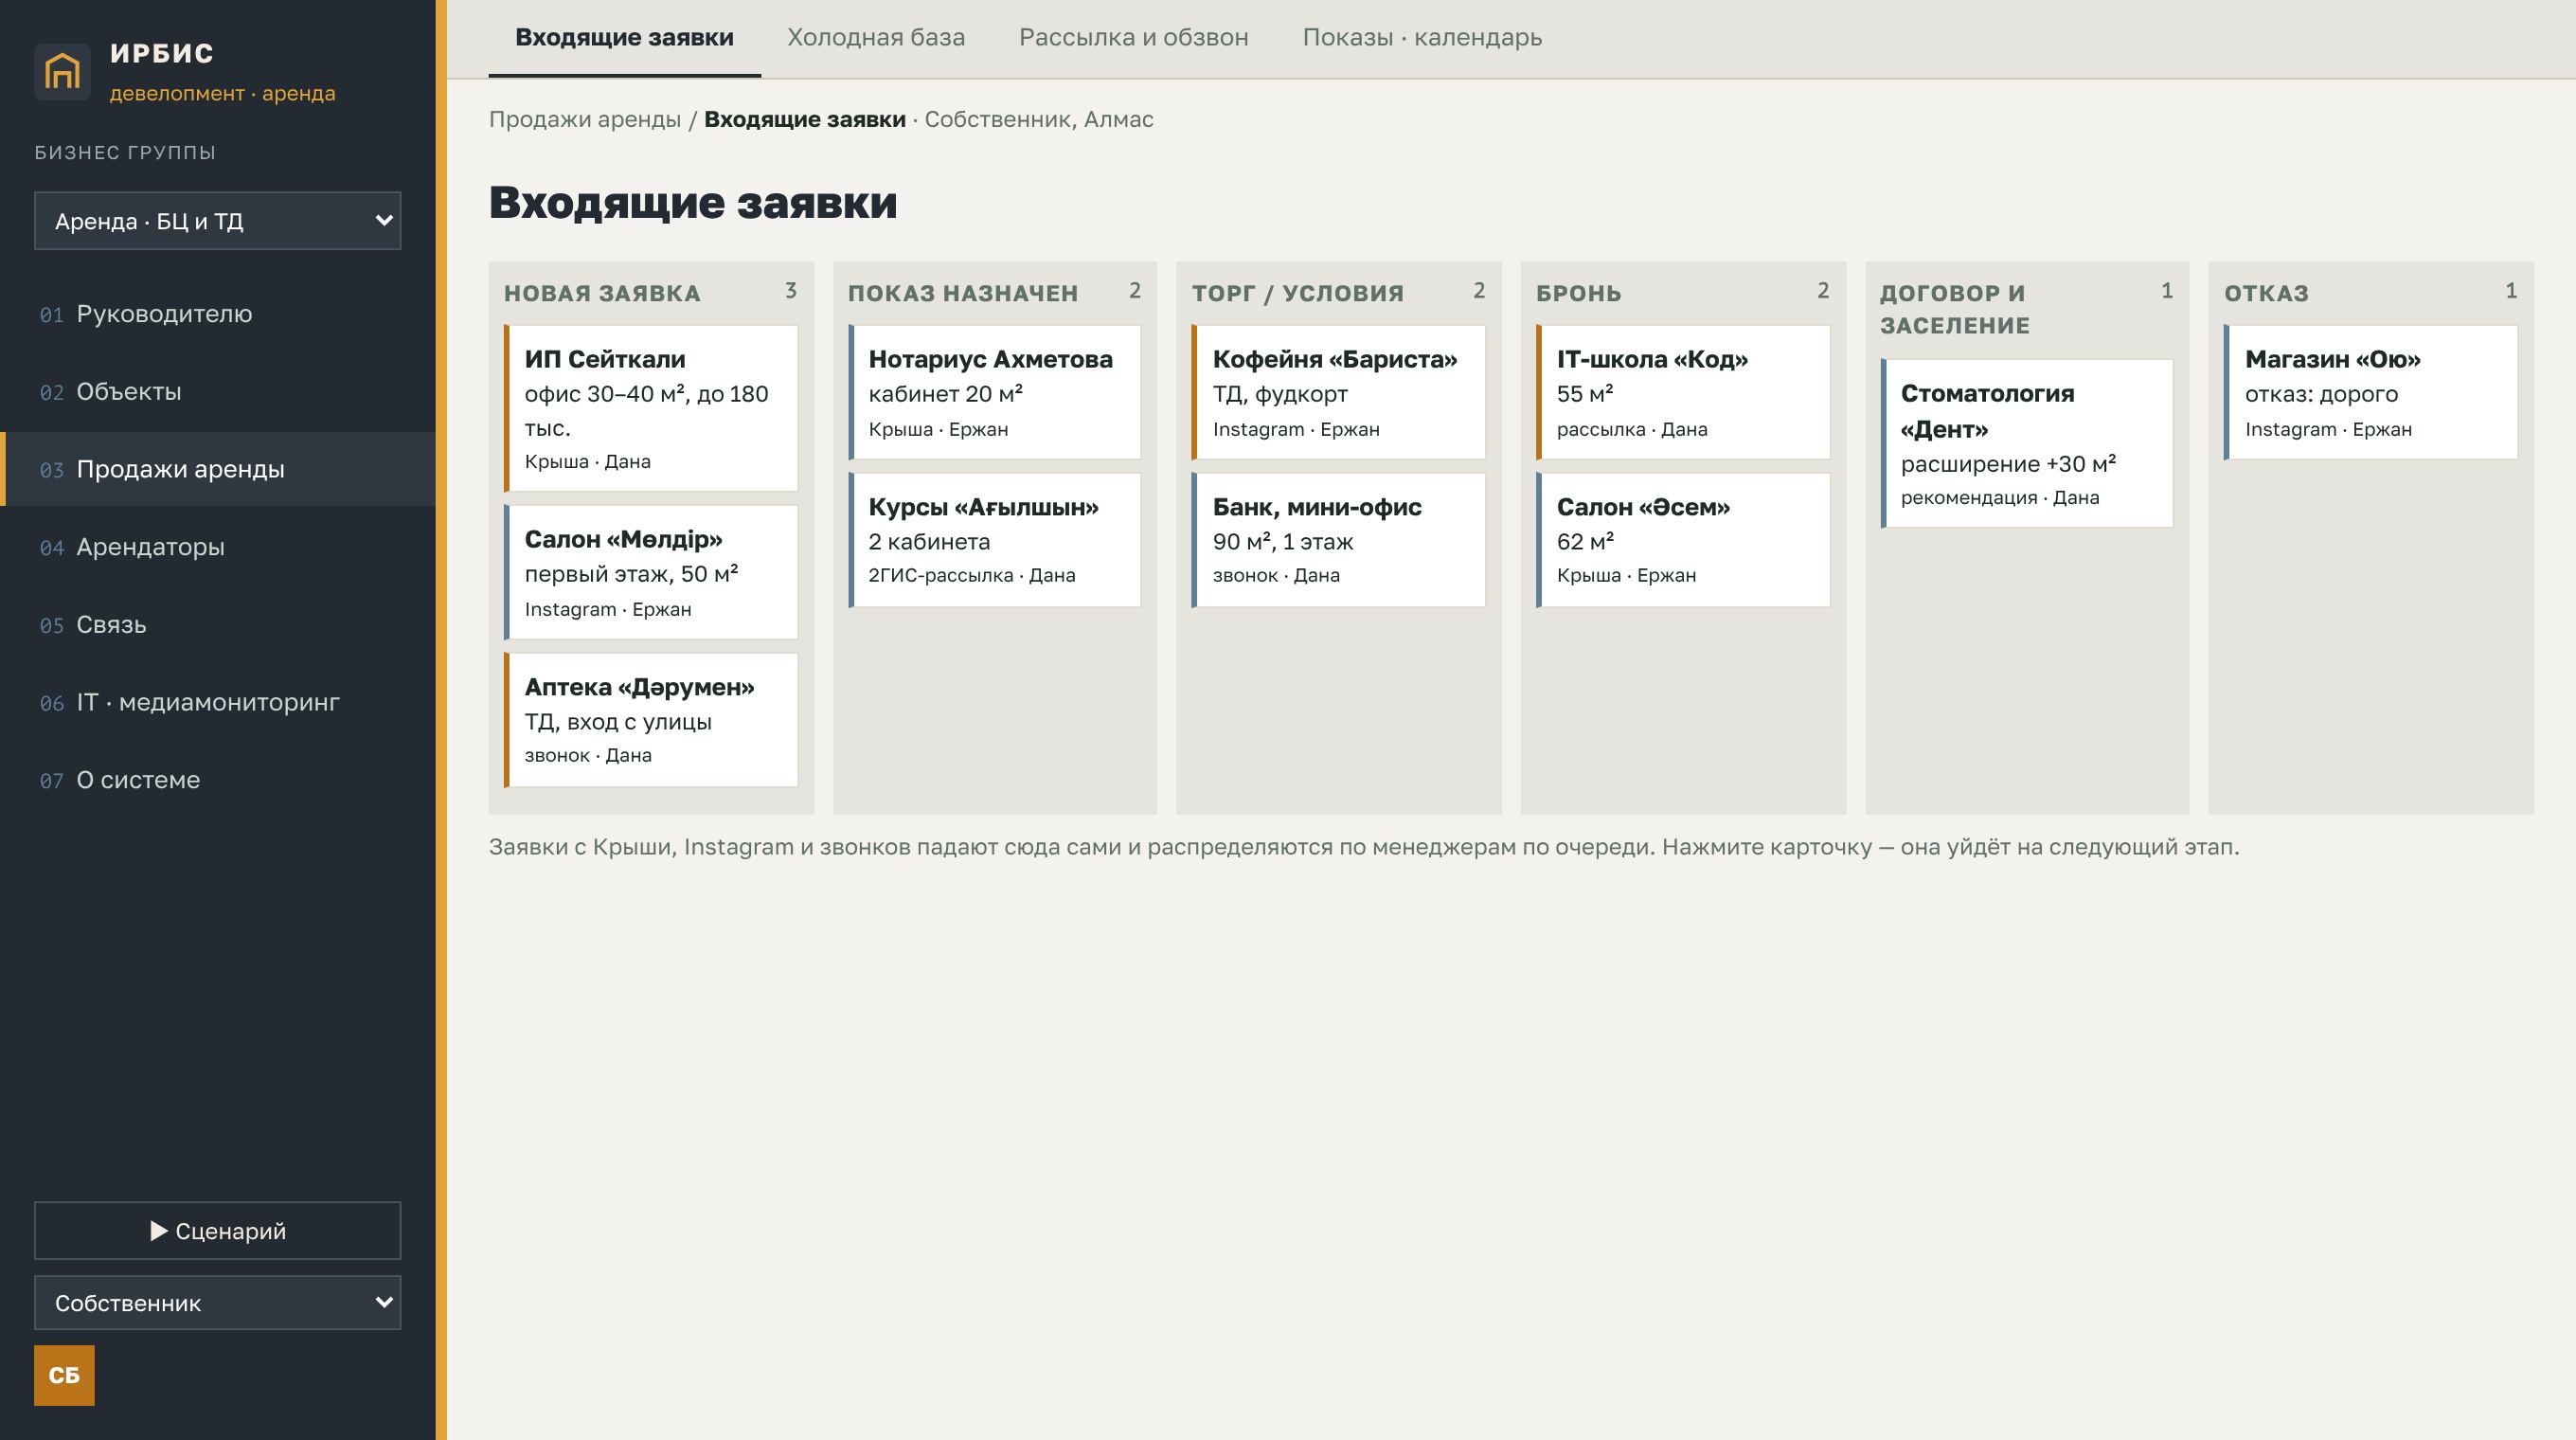 ИРБИС
девелопмент · аренда
БИЗНЕС ГРУППЫ
Аренда · БЦ и ТД
01 Руководителю
02 Объекты
03 Продажи аренды
04 Арендаторы
05 Связь
06 IT · медиамониторинг
07 О системе
▶ Сценарий
Собственник
СБ
Входящие заявки
Холодная база
Рассылка и обзвон
Показы · календарь
Продажи аренды / Входящие заявки · Собственник, Алмас
Входящие заявки
НОВАЯ ЗАЯВКА 3
ИП Сейткали
офис 30–40 м², до 180
тыс.
Крыша · Дана
Салон «Мөлдір»
первый этаж, 50 м²
Instagram · Ержан
Аптека «Дәрумен»
ТД, вход с улицы
звонок · Дана
ПОКАЗ НАЗНАЧЕН 2
Нотариус Ахметова
кабинет 20 м²
Крыша · Ержан
Курсы «Ағылшын»
2 кабинета
2ГИС-рассылка · Дана
ТОРГ / УСЛОВИЯ 2
Кофейня «Бариста»
ТД, фудкорт
Instagram · Ержан
Банк, мини-офис
90 м², 1 этаж
звонок · Дана
БРОНЬ 2
IT-школа «Код»
55 м²
рассылка · Дана
Салон «Әсем»
62 м²
Крыша · Ержан
ДОГОВОР И 1
ЗАСЕЛЕНИЕ
Стоматология
«Дент»
расширение +30 м²
рекомендация · Дана
ОТКАЗ 1
Магазин «Ою»
отказ: дорого
Instagram · Ержан
Заявки с Крыши, Instagram и звонков падают сюда сами и распределяются по менеджерам по очереди. Нажмите карточку — она уйдёт на следующий этап.